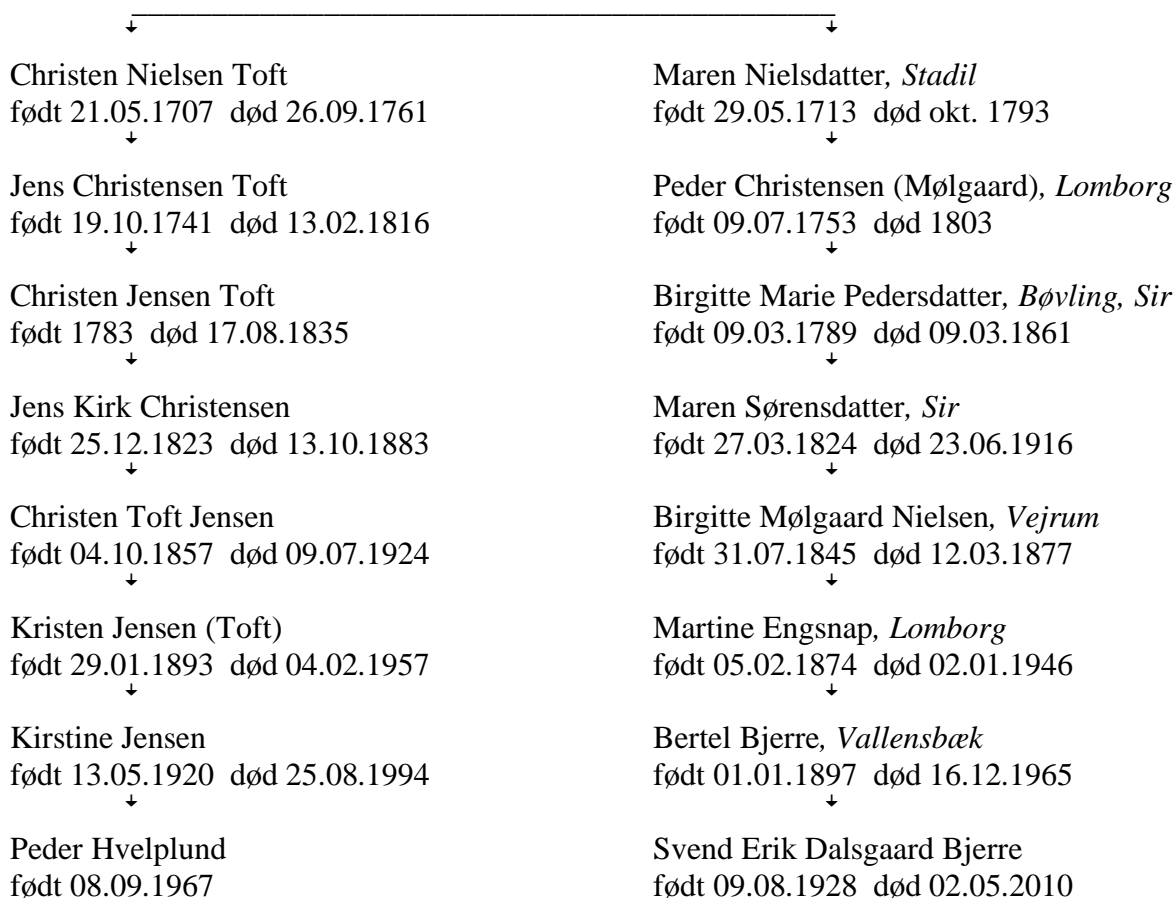 Christen Nielsen Toft
født 21.05.1707 død 26.09.1761
Maren Nielsdatter, Stadil
født 29.05.1713 død okt. 1793
Jens Christensen Toft
født 19.10.1741 død 13.02.1816
Peder Christensen (Mølgaard), Lomborg
født 09.07.1753 død 1803
Christen Jensen Toft
født 1783 død 17.08.1835
Birgitte Marie Pedersdatter, Bøvling, Sir
født 09.03.1789 død 09.03.1861
Jens Kirk Christensen
født 25.12.1823 død 13.10.1883
Maren Sørensdatter, Sir
født 27.03.1824 død 23.06.1916
Christen Toft Jensen
født 04.10.1857 død 09.07.1924
Birgitte Mølgaard Nielsen, Vejrum
født 31.07.1845 død 12.03.1877
Kristen Jensen (Toft)
født 29.01.1893 død 04.02.1957
Martine Engsnap, Lomborg
født 05.02.1874 død 02.01.1946
Kirstine Jensen
født 13.05.1920 død 25.08.1994
Bertel Bjerre, Vallensbæk
født 01.01.1897 død 16.12.1965
Peder Hvelplund
født 08.09.1967
Svend Erik Dalsgaard Bjerre
født 09.08.1928 død 02.05.2010